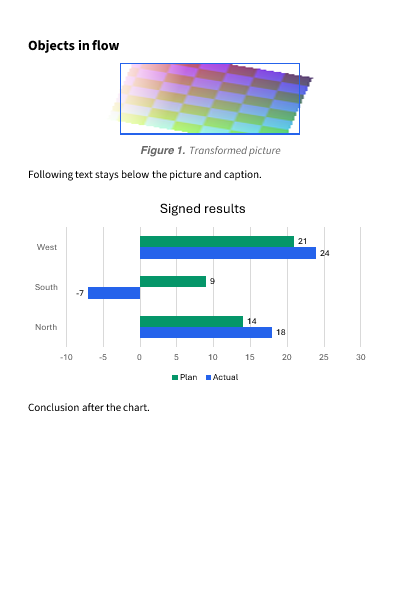 Objects in flow
Figure 1. Transformed picture
Following text stays below the picture and caption.
Signed results
West
21
24
South
9
-7
North
14
18
-10 -5 0 5 10 15 20 25 30
Plan Actual
Conclusion after the chart.